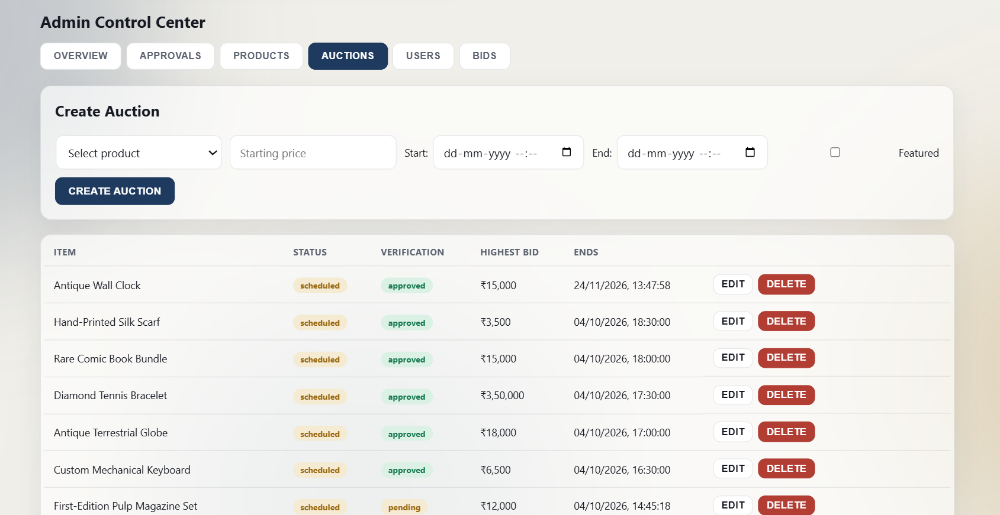 Admin Control Center
OVERVIEW APPROVALS PRODUCTS AUCTIONS USERS BIDS
Create Auction
Select product Starting price Start: dd-mm-yyyy --:-- End: dd-mm-yyyy --:-- Featured
CREATE AUCTION
ITEM STATUS VERIFICATION HIGHEST BID ENDS
Antique Wall Clock scheduled approved ₹15,000 24/11/2026, 13:47:58 EDIT DELETE
Hand-Printed Silk Scarf scheduled approved ₹3,500 04/10/2026, 18:30:00 EDIT DELETE
Rare Comic Book Bundle scheduled approved ₹15,000 04/10/2026, 18:00:00 EDIT DELETE
Diamond Tennis Bracelet scheduled approved ₹3,50,000 04/10/2026, 17:30:00 EDIT DELETE
Antique Terrestrial Globe scheduled approved ₹18,000 04/10/2026, 17:00:00 EDIT DELETE
Custom Mechanical Keyboard scheduled approved ₹6,500 04/10/2026, 16:30:00 EDIT DELETE
First-Edition Pulp Magazine Set scheduled pending ₹12,000 04/10/2026, 14:45:18 EDIT DELETE